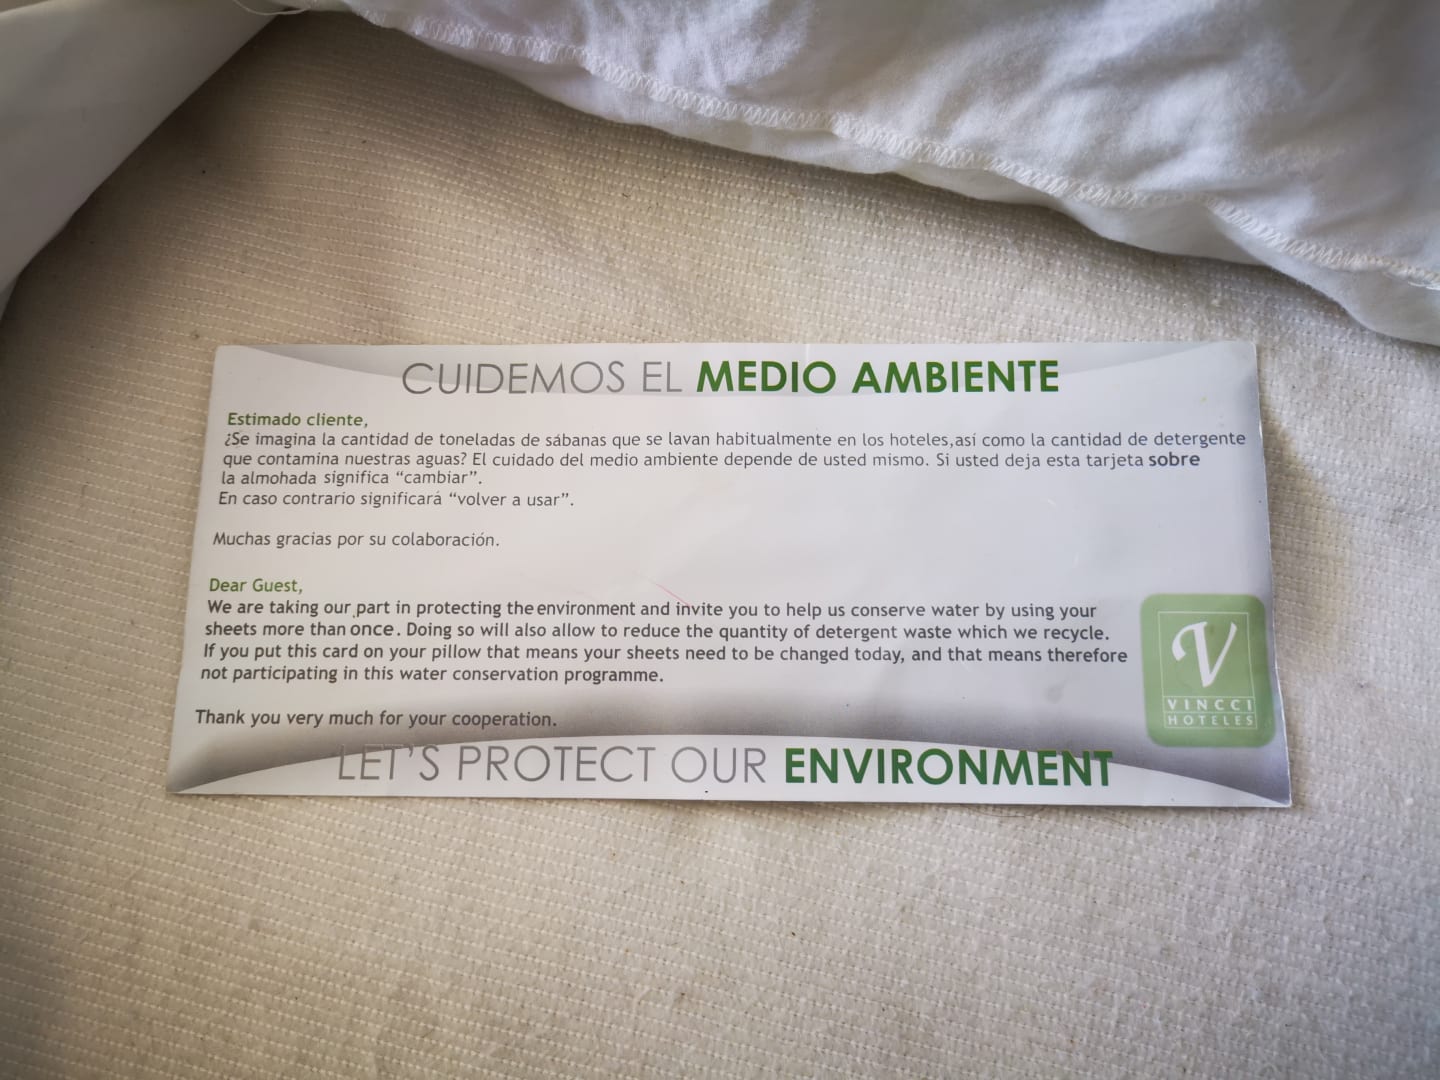 CUIDEMOS EL MEDIO AMBIENTE
Estimado cliente,
¿Se imagina la cantidad de toneladas de sábanas que se lavan habitualmente en los hoteles,así como la cantidad de detergente
que contamina nuestras aguas? El cuidado del medio ambiente depende de usted mismo. Si usted deja esta tarjeta sobre
la almohada significa “cambiar”.
En caso contrario significará “volver a usar”.
Muchas gracias por su colaboración.
Dear Guest,
We are taking our part in protecting the environment and invite you to help us conserve water by using your
sheets more than once. Doing so will also allow to reduce the quantity of detergent waste which we recycle.
If you put this card on your pillow that means your sheets need to be changed today, and that means therefore
not participating in this water conservation programme.
Thank you very much for your cooperation.
V
VINCCI
HOTELES
LET'S PROTECT OUR ENVIRONMENT